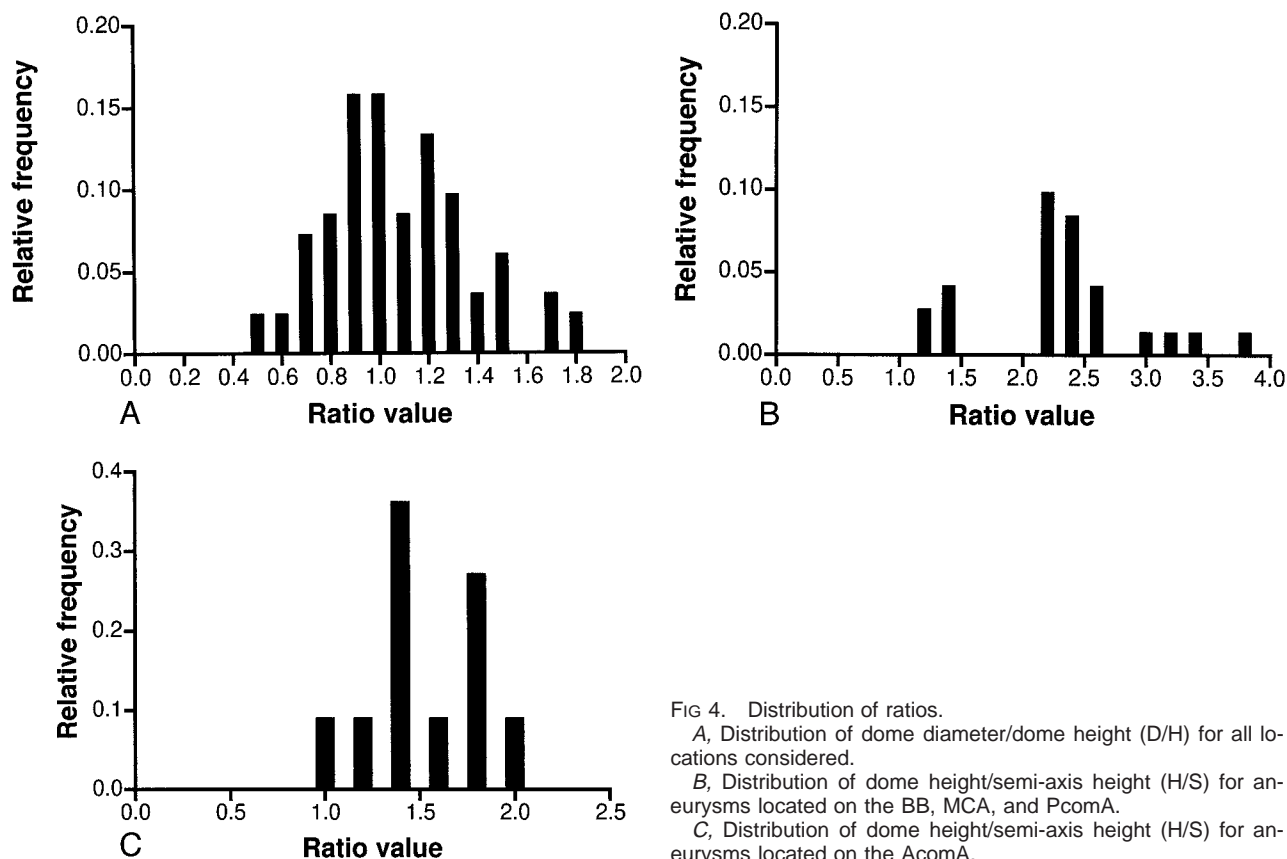 0.20
0.15
0.10
0.05
0.00
Relative frequency
0.0 0.2 0.4 0.6 0.8 1.0 1.2 1.4 1.6 1.8 2.0
A
Ratio value
0.20
0.15
0.10
0.05
0.00
Relative frequency
0.0 0.5 1.0 1.5 2.0 2.5 3.0 3.5 4.0
B
Ratio value
0.4
0.3
0.2
0.1
0.0
Relative frequency
0.0 0.5 1.0 1.5 2.0 2.5
C
Ratio value
FIG 4. Distribution of ratios.
A, Distribution of dome diameter/dome height (D/H) for all lo-
cations considered.
B, Distribution of dome height/semi-axis height (H/S) for an-
eurysms located on the BB, MCA, and PcomA.
C, Distribution of dome height/semi-axis height (H/S) for an-
eurysms located on the AcomA.